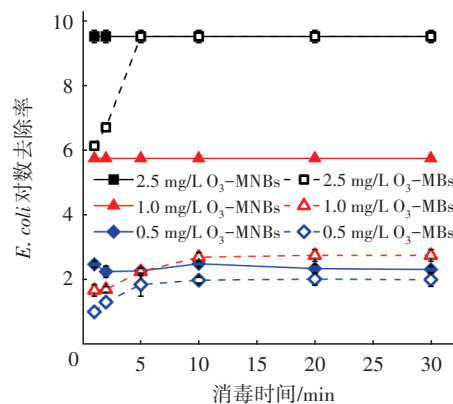 10
8
6
4
2
0
E. coli对数去除率
2.5 mg/L O₃-MNBs 2.5 mg/L O₃-MBs
1.0 mg/L O₃-MNBs 1.0 mg/L O₃-MBs
0.5 mg/L O₃-MNBs 0.5 mg/L O₃-MBs
5 10 15 20 25 30
消毒时间/min